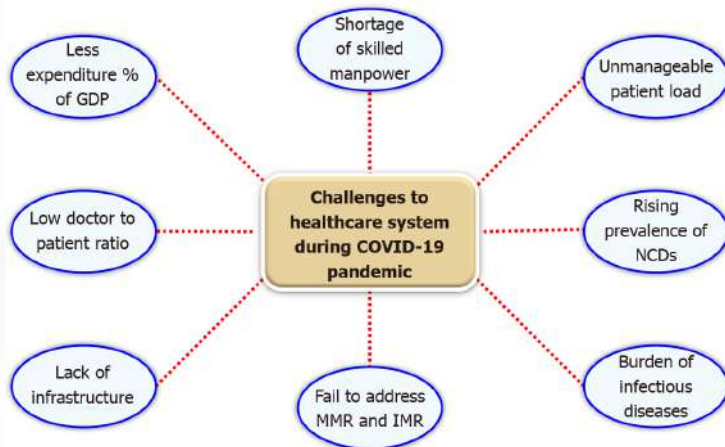 Shortage
of skilled
manpower
Less
expenditure %
of GDP
Unmanageable
patient load
Challenges to
healthcare system
during COVID-19
pandemic
Low doctor to
patient ratio
Rising
prevalence of
NCDs
Lack of
infrastructure
Fail to address
MMR and IMR
Burden of
infectious
diseases